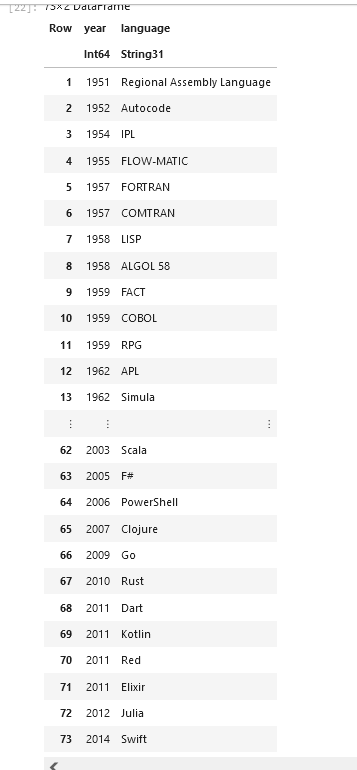 [22]: 73×2 DataFrame
Row year language
Int64 String31
1 1951 Regional Assembly Language
2 1952 Autocode
3 1954 IPL
4 1955 FLOW-MATIC
5 1957 FORTRAN
6 1957 COMTRAN
7 1958 LISP
8 1958 ALGOL 58
9 1959 FACT
10 1959 COBOL
11 1959 RPG
12 1962 APL
13 1962 Simula
⋮ ⋮ ⋮
62 2003 Scala
63 2005 F#
64 2006 PowerShell
65 2007 Clojure
66 2009 Go
67 2010 Rust
68 2011 Dart
69 2011 Kotlin
70 2011 Red
71 2011 Elixir
72 2012 Julia
73 2014 Swift